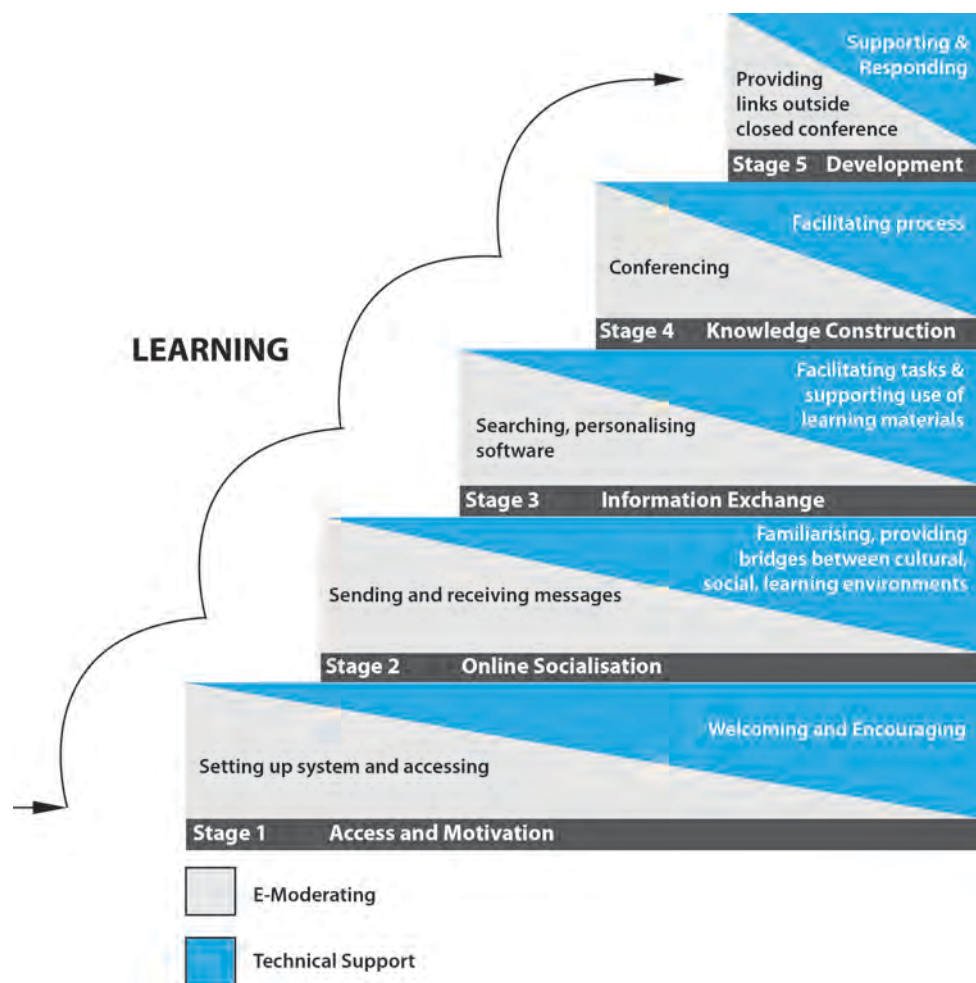 Supporting &
Responding
Providing
links outside
closed conference
Stage 5 Development
Facilitating process
Conferencing
Stage 4 Knowledge Construction
LEARNING
Facilitating tasks &
supporting use of
learning materials
Searching, personalising
software
Stage 3 Information Exchange
Familiarising, providing
bridges between cultural,
social, learning environments
Sending and receiving messages
Stage 2 Online Socialisation
Welcoming and Encouraging
Setting up system and accessing
Stage 1 Access and Motivation
E-Moderating
Technical Support